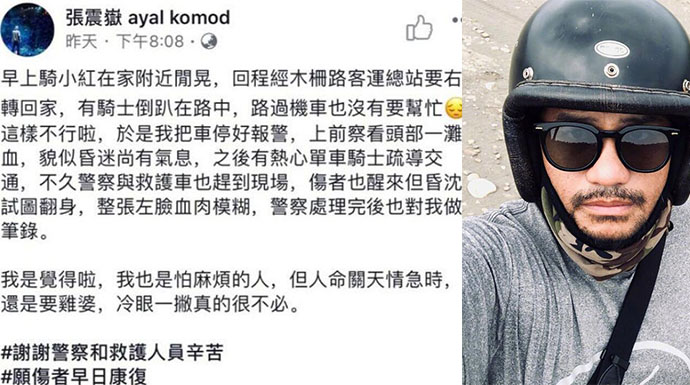 張震嶽 ayal komod
昨天・下午8:08・
早上騎小紅在家附近閒晃，回程經木柵路客運總站要右
轉回家，有騎士倒趴在路中，路過機車也沒有要幫忙😔
這樣不行啦，於是我把車停好報警，上前察看頭部一灘
血，貌似昏迷尚有氣息，之後有熱心單車騎士疏導交
通，不久警察與救護車也趕到現場，傷者也醒來但昏沈
試圖翻身，整張左臉血肉模糊，警察處理完後也對我做
筆錄。
我是覺得啦，我也是怕麻煩的人，但人命關天情急時，
還是要雞婆，冷眼一撇真的很不必。
#謝謝警察和救護人員辛苦
#願傷者早日康復